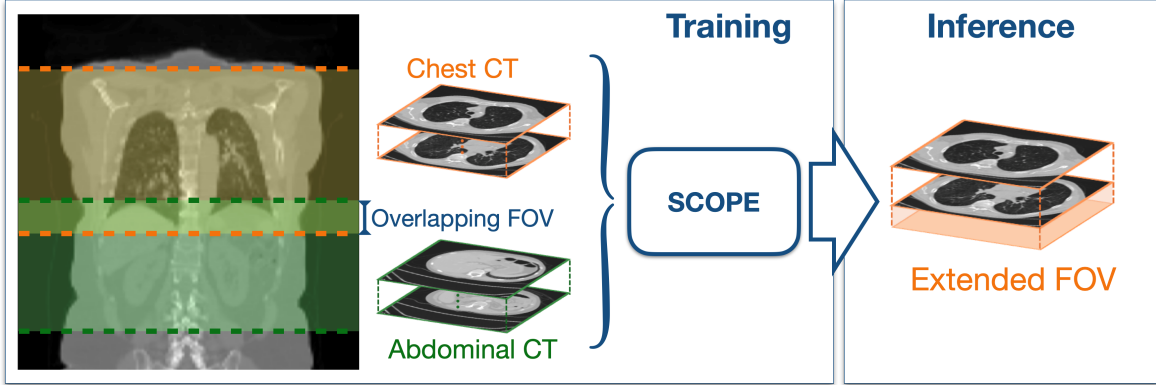 Training
Inference
Chest CT
SCOPE
Overlapping FOV
Extended FOV
Abdominal CT